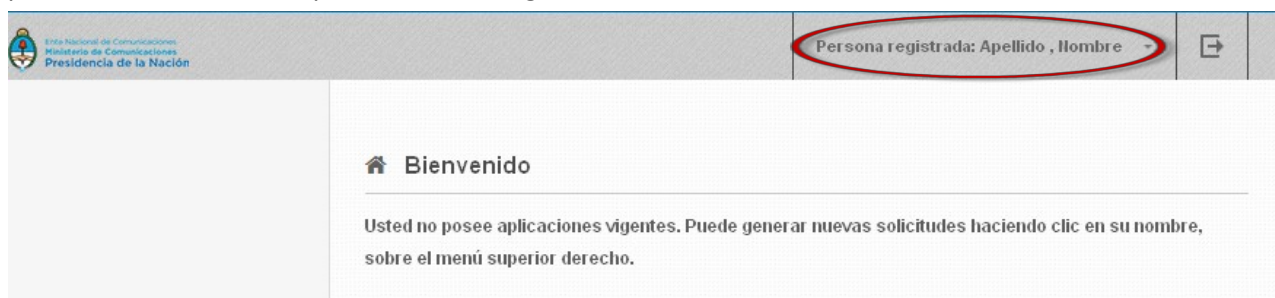 Ente Nacional de Comunicaciones
Ministerio de Comunicaciones
Presidencia de la Nación
Persona registrada: Apellido , Nombre
Bienvenido
Usted no posee aplicaciones vigentes. Puede generar nuevas solicitudes haciendo clic en su nombre,
sobre el menú superior derecho.